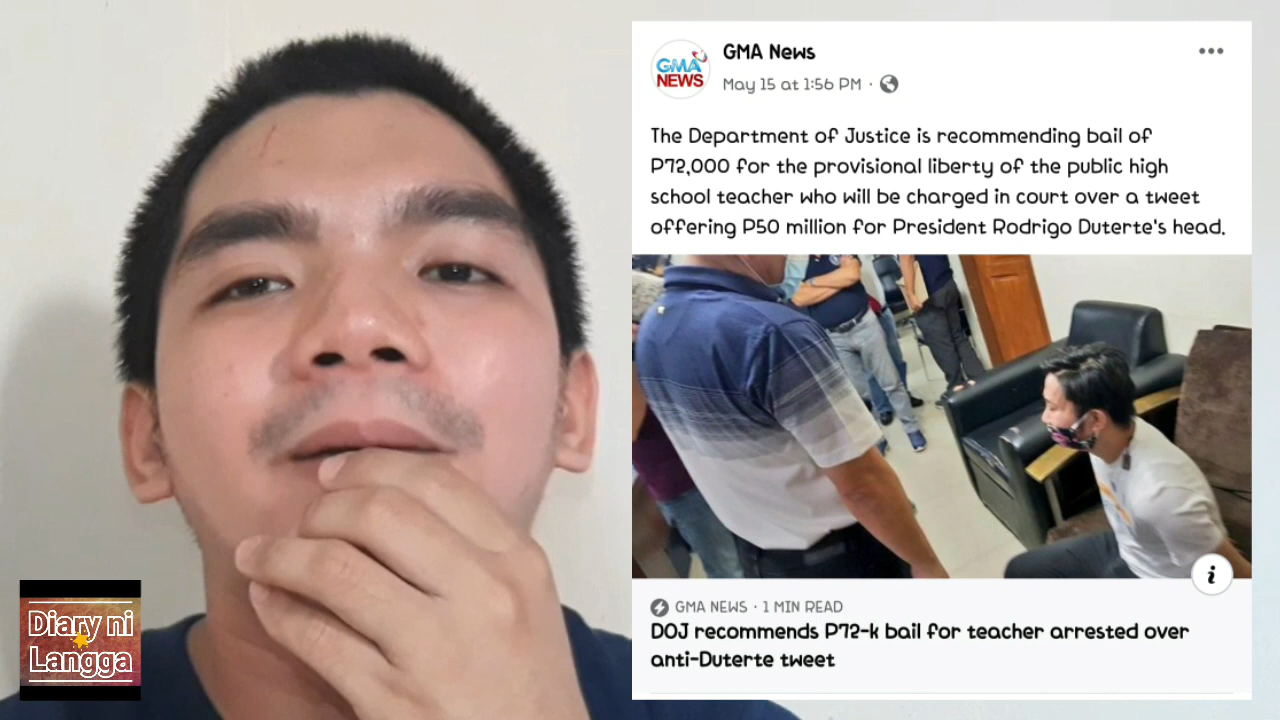 GMA News
May 15 at 1:56 PM ·
The Department of Justice is recommending bail of
P72,000 for the provisional liberty of the public high
school teacher who will be charged in court over a tweet
offering P50 million for President Rodrigo Duterte's head.
GMA NEWS
i
GMA NEWS · 1 MIN READ
DOJ recommends P72-k bail for teacher arrested over
anti-Duterte tweet
Diary ni
Langga